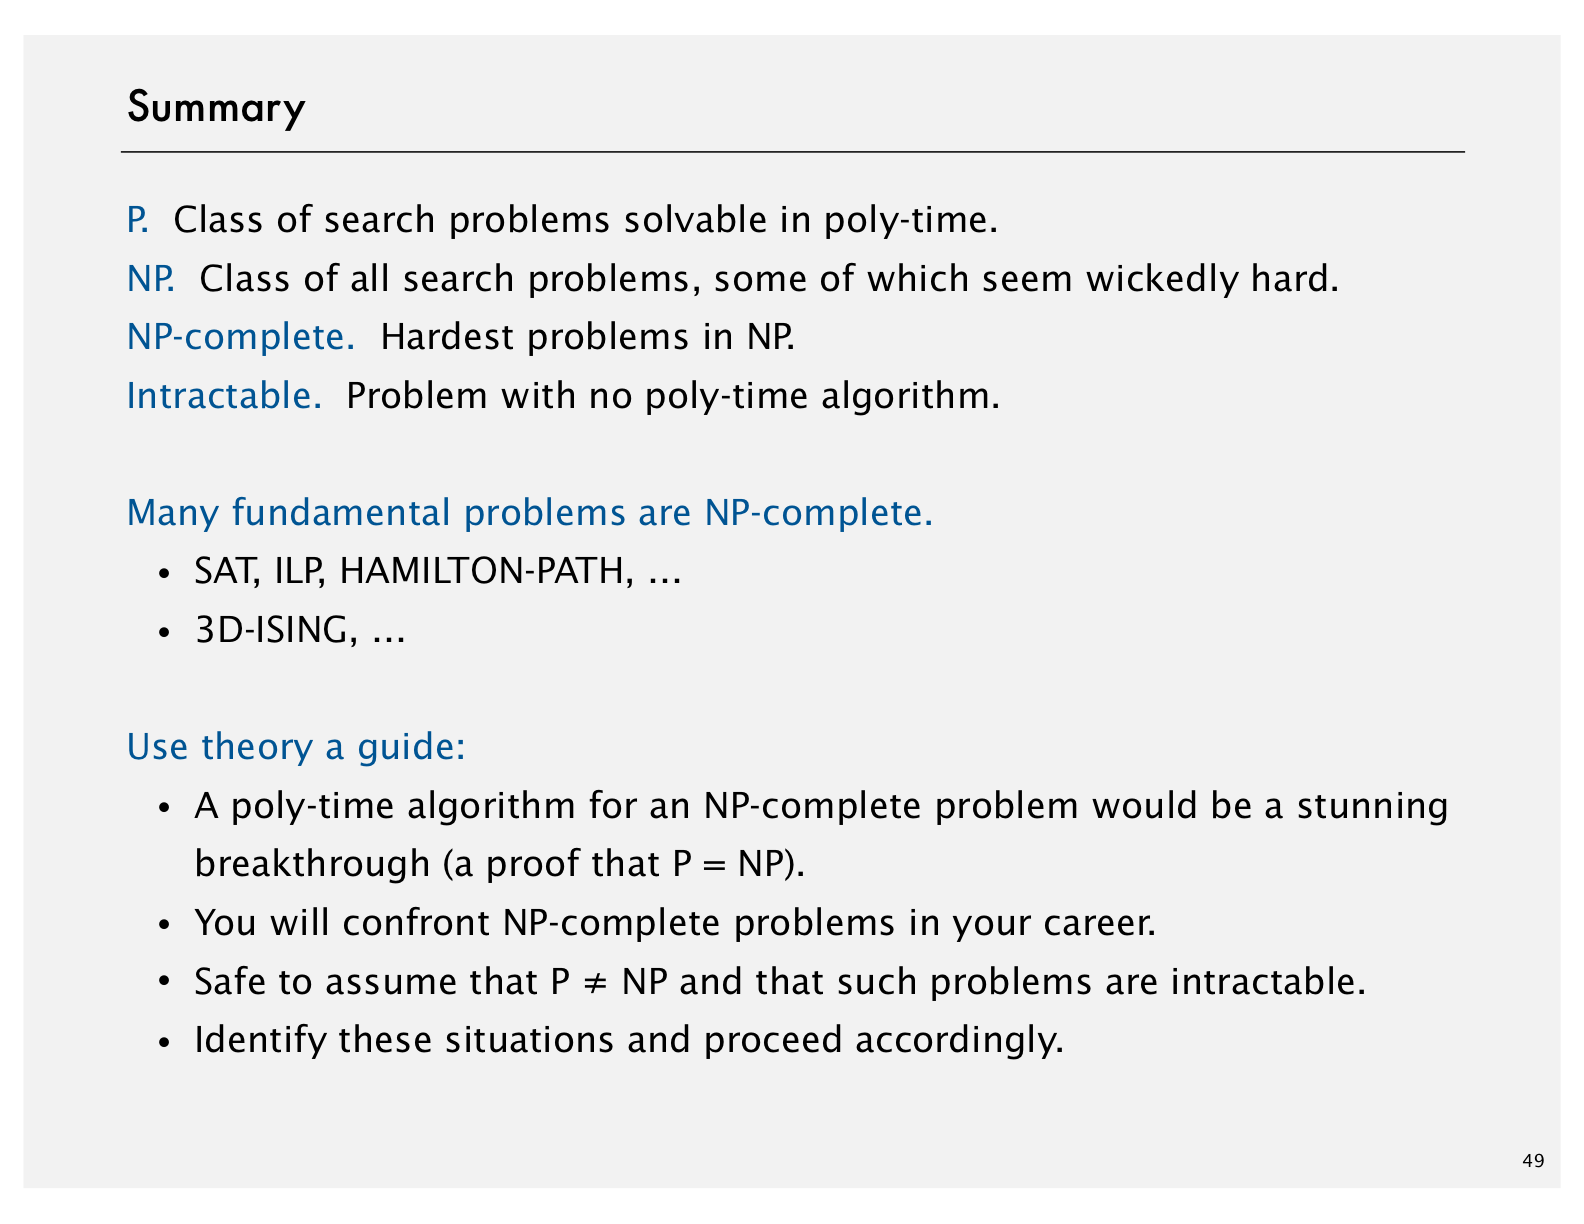 Summary
P. Class of search problems solvable in poly-time.
NP. Class of all search problems, some of which seem wickedly hard.
NP-complete. Hardest problems in NP.
Intractable. Problem with no poly-time algorithm.
Many fundamental problems are NP-complete.
• SAT, ILP, HAMILTON-PATH, …
• 3D-ISING, …
Use theory a guide:
• A poly-time algorithm for an NP-complete problem would be a stunning
breakthrough (a proof that P = NP).
• You will confront NP-complete problems in your career.
• Safe to assume that P ≠ NP and that such problems are intractable.
• Identify these situations and proceed accordingly.
49